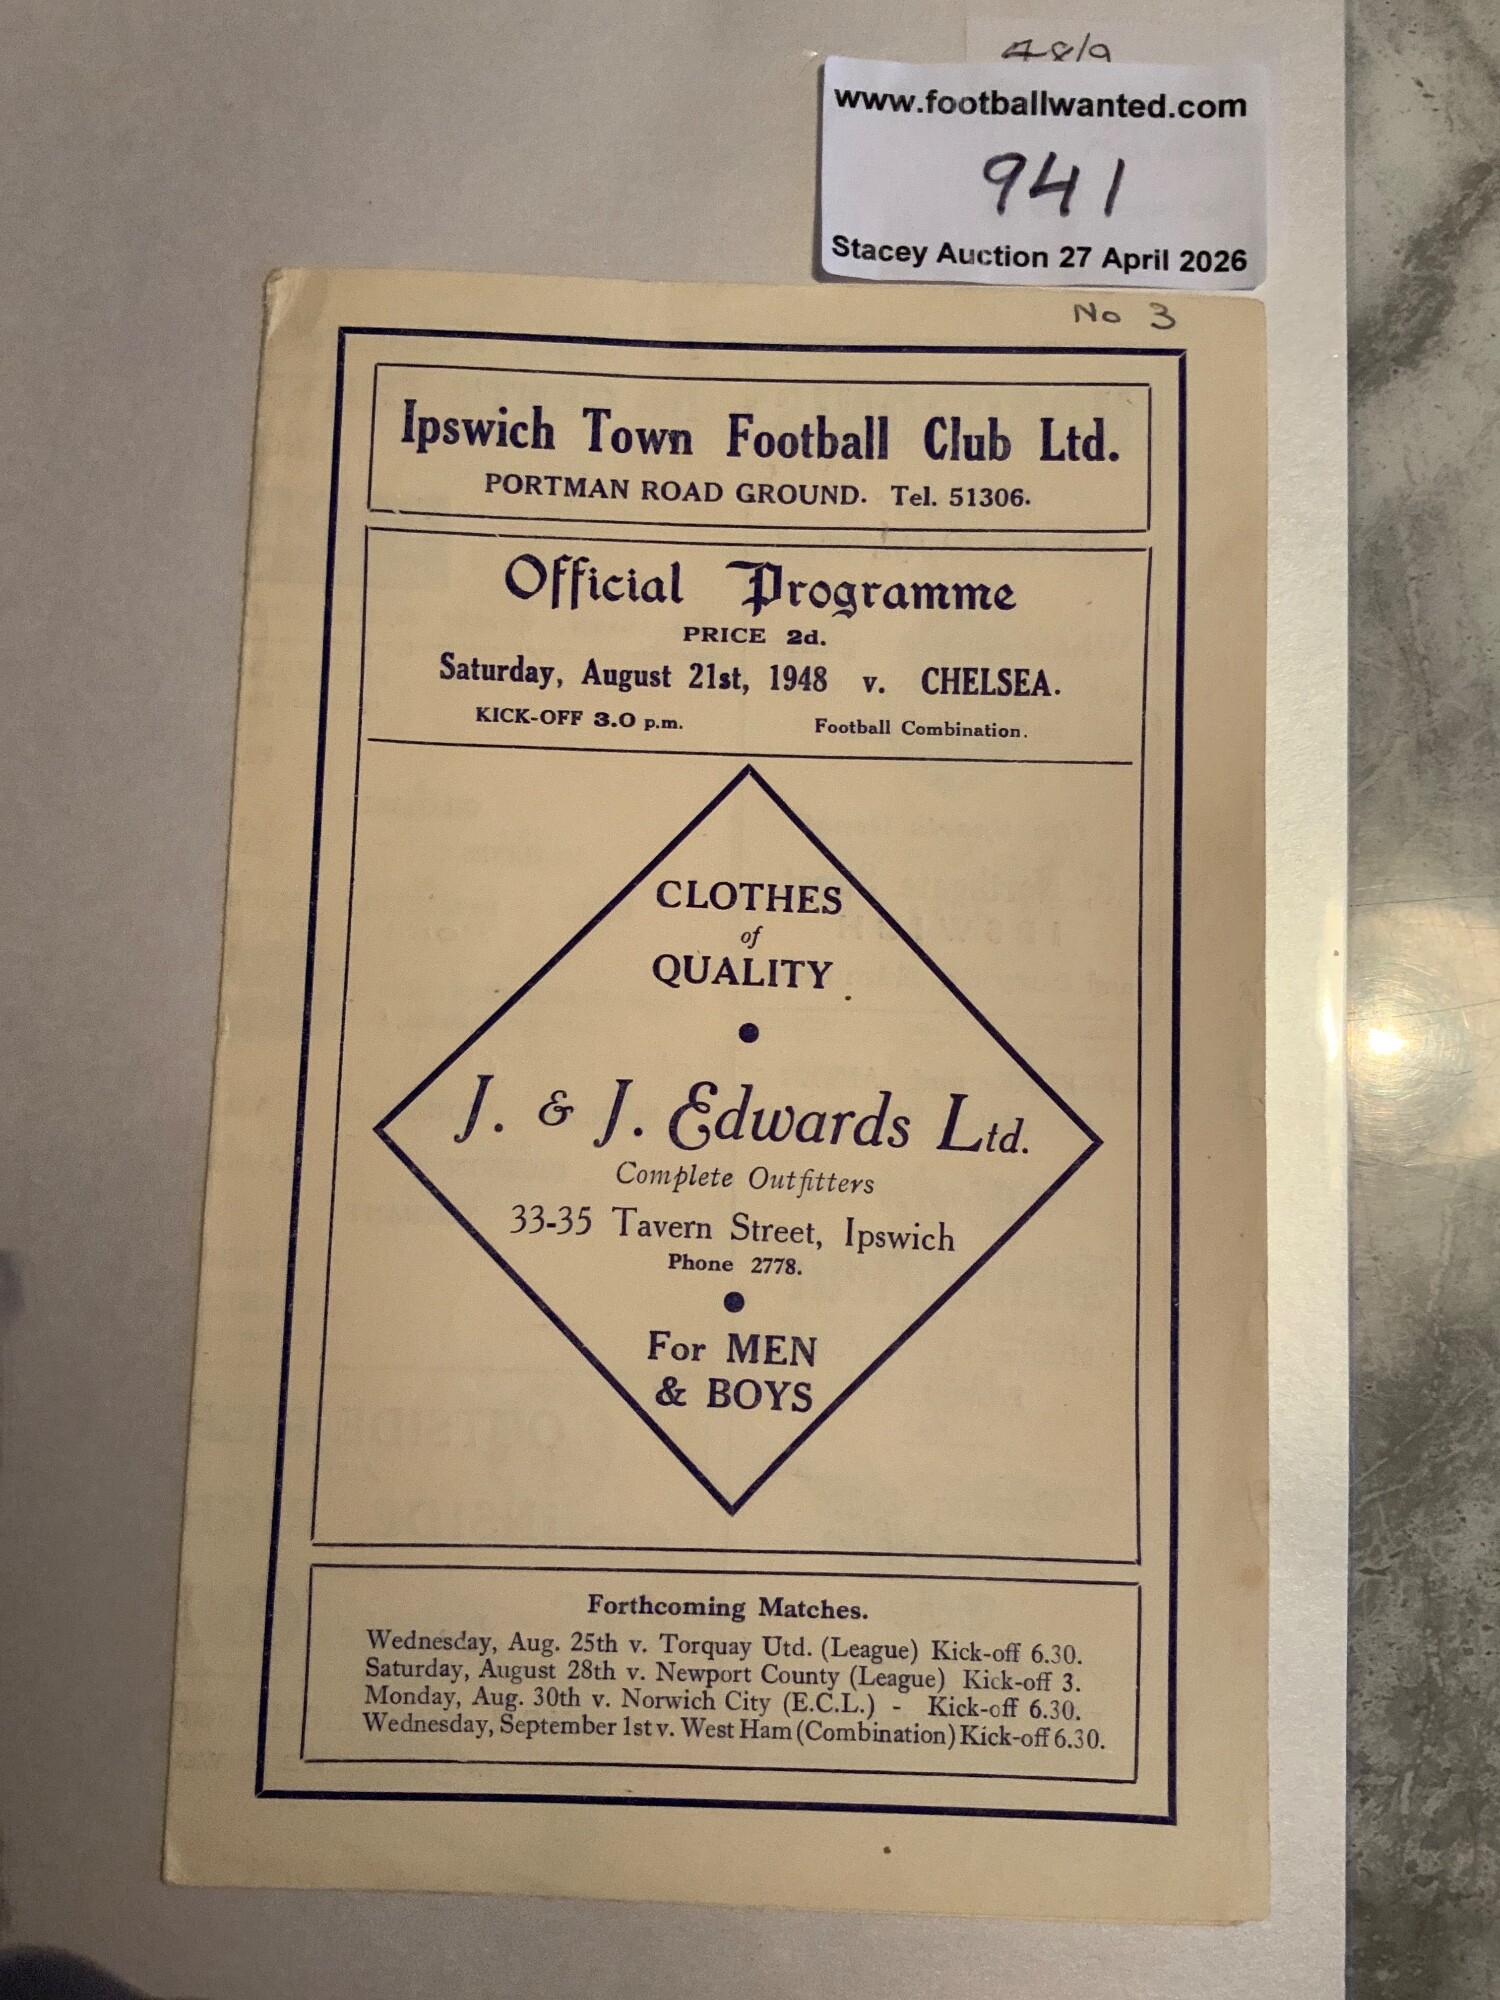 48/9
www.footballwanted.com
941
Stacey Auction 27 April 2026
No 3
Ipswich Town Football Club Ltd.
PORTMAN ROAD GROUND. Tel. 51306.
Official Programme
PRICE 2d.
Saturday, August 21st, 1948 v. CHELSEA.
KICK-OFF 3.0 p.m. Football Combination.
CLOTHES
of
QUALITY
J. & J. Edwards Ltd.
Complete Outfitters
33-35 Tavern Street, Ipswich
Phone 2778.
For MEN
& BOYS
Forthcoming Matches.
Wednesday, Aug. 25th v. Torquay Utd. (League) Kick-off 6.30.
Saturday, August 28th v. Newport County (League) Kick-off 3.
Monday, Aug. 30th v. Norwich City (E.C.L.) - Kick-off 6.30.
Wednesday, September 1st v. West Ham (Combination) Kick-off 6.30.